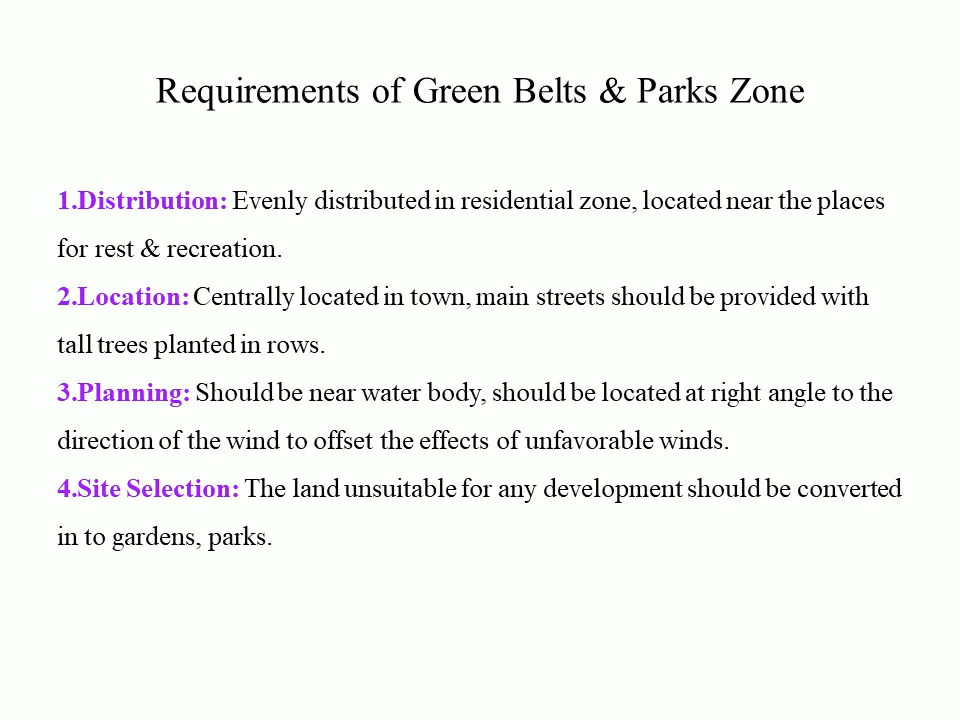 Requirements of Green Belts & Parks Zone
1.Distribution: Evenly distributed in residential zone, located near the places
for rest & recreation.
2.Location: Centrally located in town, main streets should be provided with
tall trees planted in rows.
3.Planning: Should be near water body, should be located at right angle to the
direction of the wind to offset the effects of unfavorable winds.
4.Site Selection: The land unsuitable for any development should be converted
in to gardens, parks.